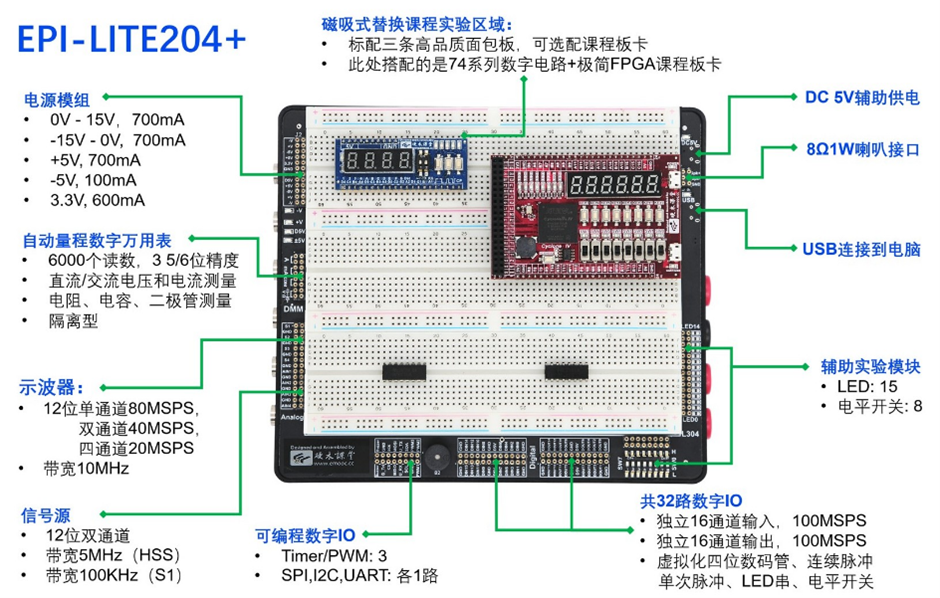 EPI-LITE204+
磁吸式替换课程实验区域：
• 标配三条高品质面包板，可选配课程板卡
• 此处搭配的是74系列数字电路+极简FPGA课程板卡
电源模组
• 0V - 15V，700mA
• -15V - 0V, 700mA
• +5V, 700mA
• -5V, 100mA
• 3.3V, 600mA
自动量程数字万用表
• 6000个读数，3 5/6位精度
• 直流/交流电压和电流测量
• 电阻、电容、二极管测量
• 隔离型
示波器：
• 12位单通道80MSPS,
双通道40MSPS,
四通道20MSPS
• 带宽10MHz
信号源
• 12位双通道
• 带宽5MHz（HSS）
• 带宽100KHz（S1）
可编程数字IO
• Timer/PWM: 3
• SPI,I2C,UART: 各1路
DC 5V辅助供电
8Ω1W喇叭接口
USB连接到电脑
辅助实验模块
• LED: 15
• 电平开关: 8
共32路数字IO
• 独立16通道输入，100MSPS
• 独立16通道输出，100MSPS
• 虚拟化四位数码管、连续脉冲
单次脉冲、LED串、电平开关
DMM
Analog
Designed and Assembled by
硬木課堂
www.emooc.cc
Digital
USB
LED14
LED0
Cyclone IV